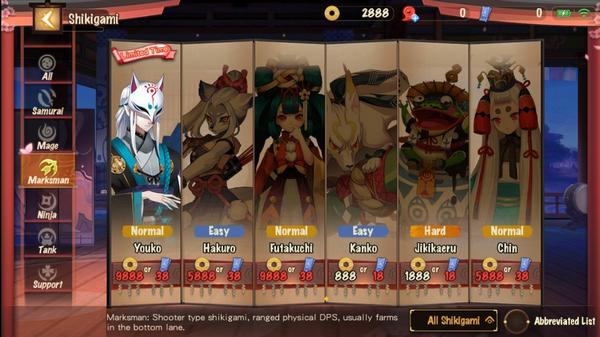 Shikigami
2888
0
0
Limited Time
All
Samurai
Mage
Marksman
Ninja
Tank
Support
Normal
Youko
9888 or 38
Easy
Hakuro
5888 or 38
Normal
Futakuchi
9888 or 38
Easy
Kanko
888 or 18
Hard
Jikikaeru
1888 or 18
Normal
Chin
5888 or 38
Marksman: Shooter type shikigami, ranged physical DPS, usually farms
in the bottom lane.
All Shikigami
Abbreviated List